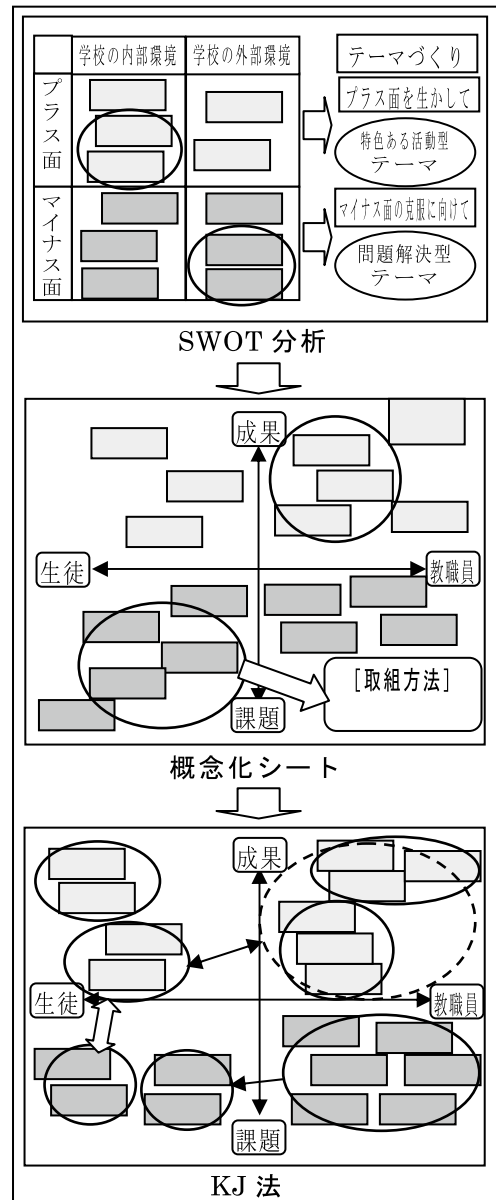 学校の内部環境
学校の外部環境
テーマづくり
プラス面
プラス面を生かして
特色ある活動型
テーマ
マイナス面
マイナス面の克服に向けて
問題解決型
テーマ
SWOT 分析
成果
生徒
教職員
[取組方法]
課題
概念化シート
成果
生徒
教職員
課題
KJ 法